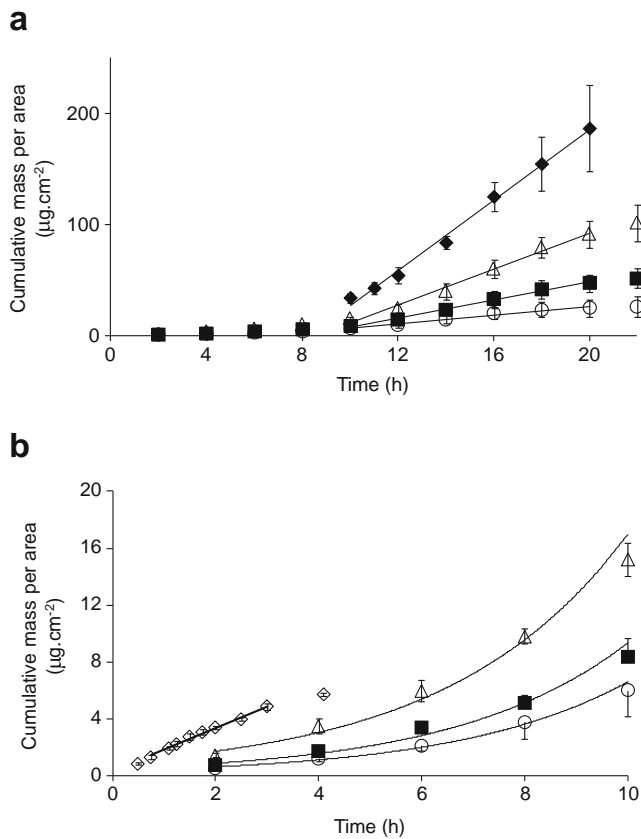 a
Cumulative mass per area
(µg.cm-2)
200
100
0
0 4 8 12 16 20
Time (h)
b
Cumulative mass per area
(µg.cm-2)
20
16
12
8
4
0
0 2 4 6 8 10
Time (h)